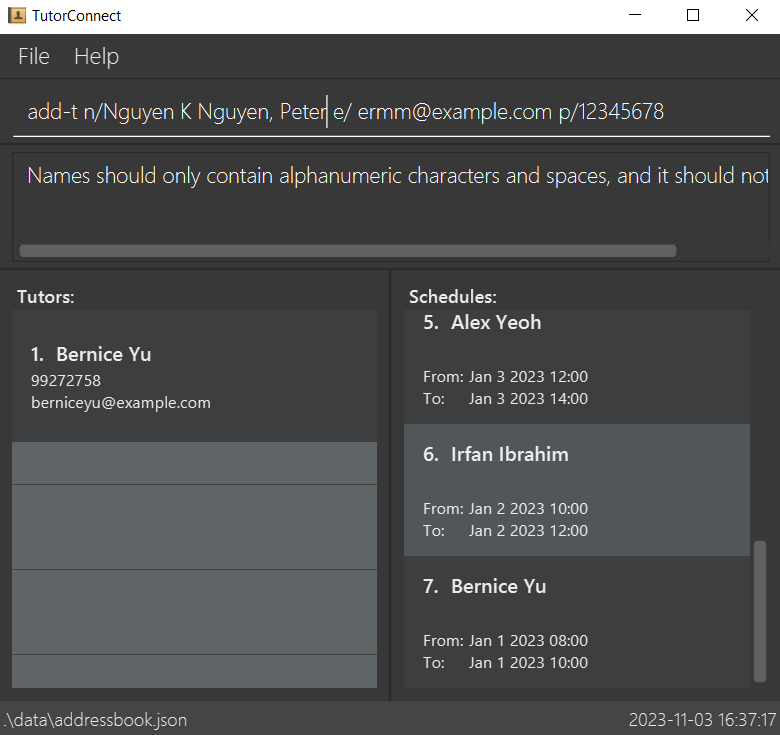 TutorConnect
File Help
add-t n/Nguyen K Nguyen, Peter e/ ermm@example.com p/12345678
Names should only contain alphanumeric characters and spaces, and it should not
Tutors:
1. Bernice Yu
99272758
berniceyu@example.com
Schedules:
5. Alex Yeoh
From: Jan 3 2023 12:00
To: Jan 3 2023 14:00
6. Irfan Ibrahim
From: Jan 2 2023 10:00
To: Jan 2 2023 12:00
7. Bernice Yu
From: Jan 1 2023 08:00
To: Jan 1 2023 10:00
.\data\addressbook.json
2023-11-03 16:37:17